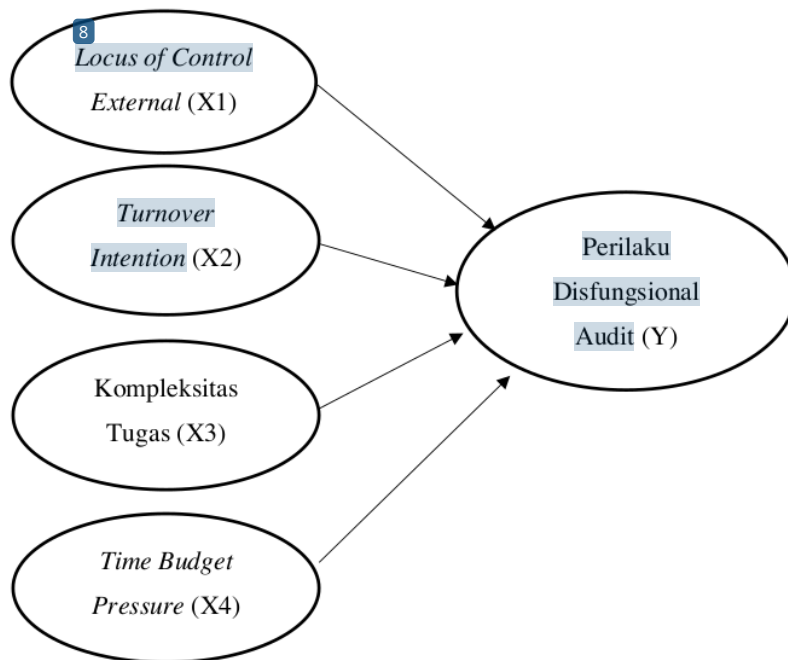 8
Locus of Control
External (X1)
Turnover
Intention (X2)
Perilaku
Disfungsional
Audit (Y)
Kompleksitas
Tugas (X3)
Time Budget
Pressure (X4)